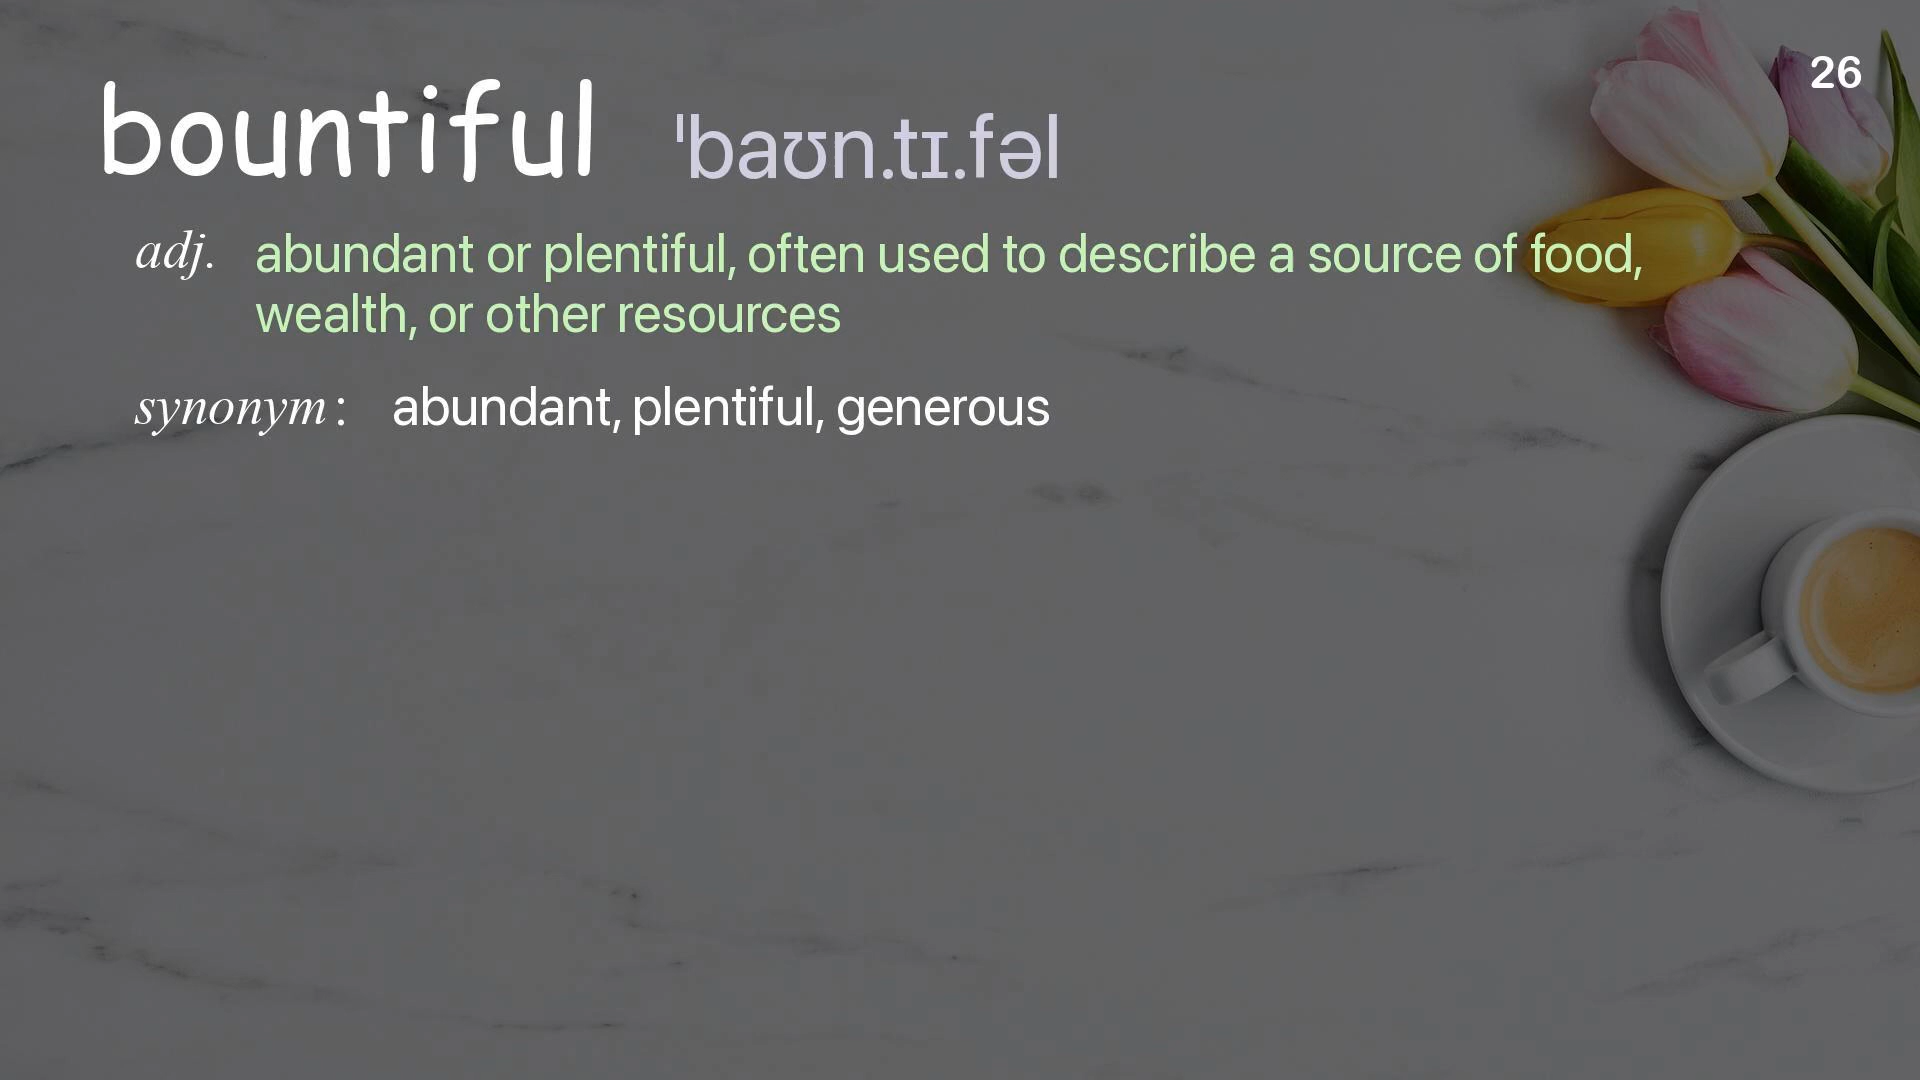 26
bountiful ˈbaʊn.tɪ.fəl
adj. abundant or plentiful, often used to describe a source of food,
wealth, or other resources
synonym : abundant, plentiful, generous